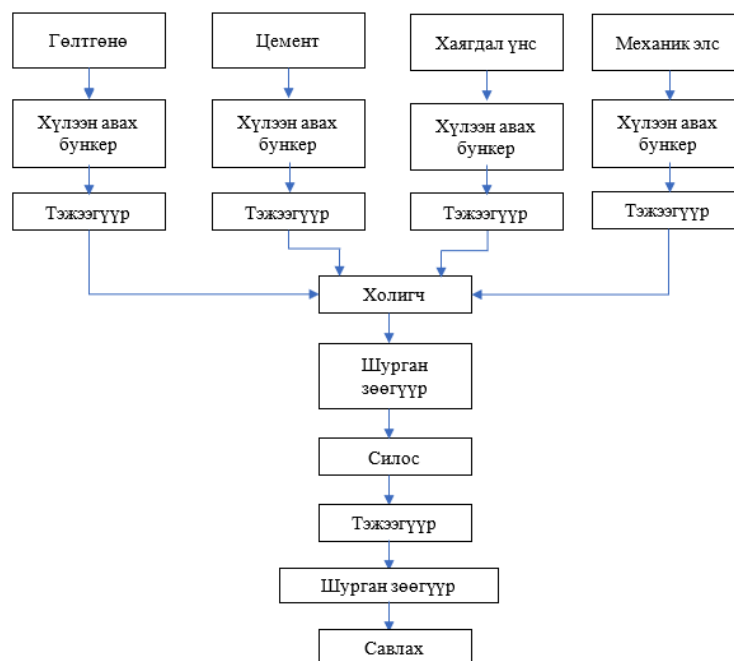 Гөлтгөнө
Цемент
Хаягдал үнс
Механик элс
Хүлээн авах
бункер
Хүлээн авах
бункер
Хүлээн авах
бункер
Хүлээн авах
бункер
Тэжээгүүр
Тэжээгүүр
Тэжээгүүр
Тэжээгүүр
Холигч
Шурган
зөөгүүр
Силос
Тэжээгүүр
Шурган зөөгүүр
Савлах